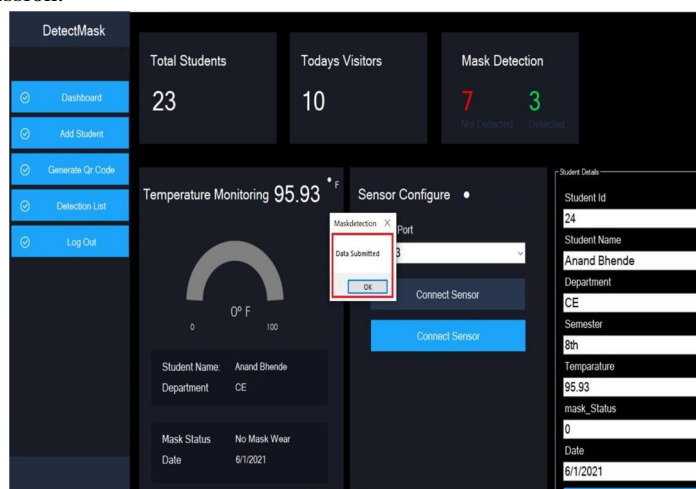 ssion.
DetectMask
Dashboard
Add Student
Generate Qr Code
Detection List
Log Out
Total Students
23
Todays Visitors
10
Mask Detection
7 3
Not Detected Detected
Temperature Monitoring 95.93 ° F
0° F
0 100
Student Name: Anand Bhende
Department CE
Mask Status No Mask Wear
Date 6/1/2021
Sensor Configure
Port
3
Connect Sensor
Connect Sensor
Maskdetection X
Data Submitted
OK
Student Details
Student Id
24
Student Name
Anand Bhende
Department
CE
Semester
8th
Temparature
95.93
mask_Status
0
Date
6/1/2021